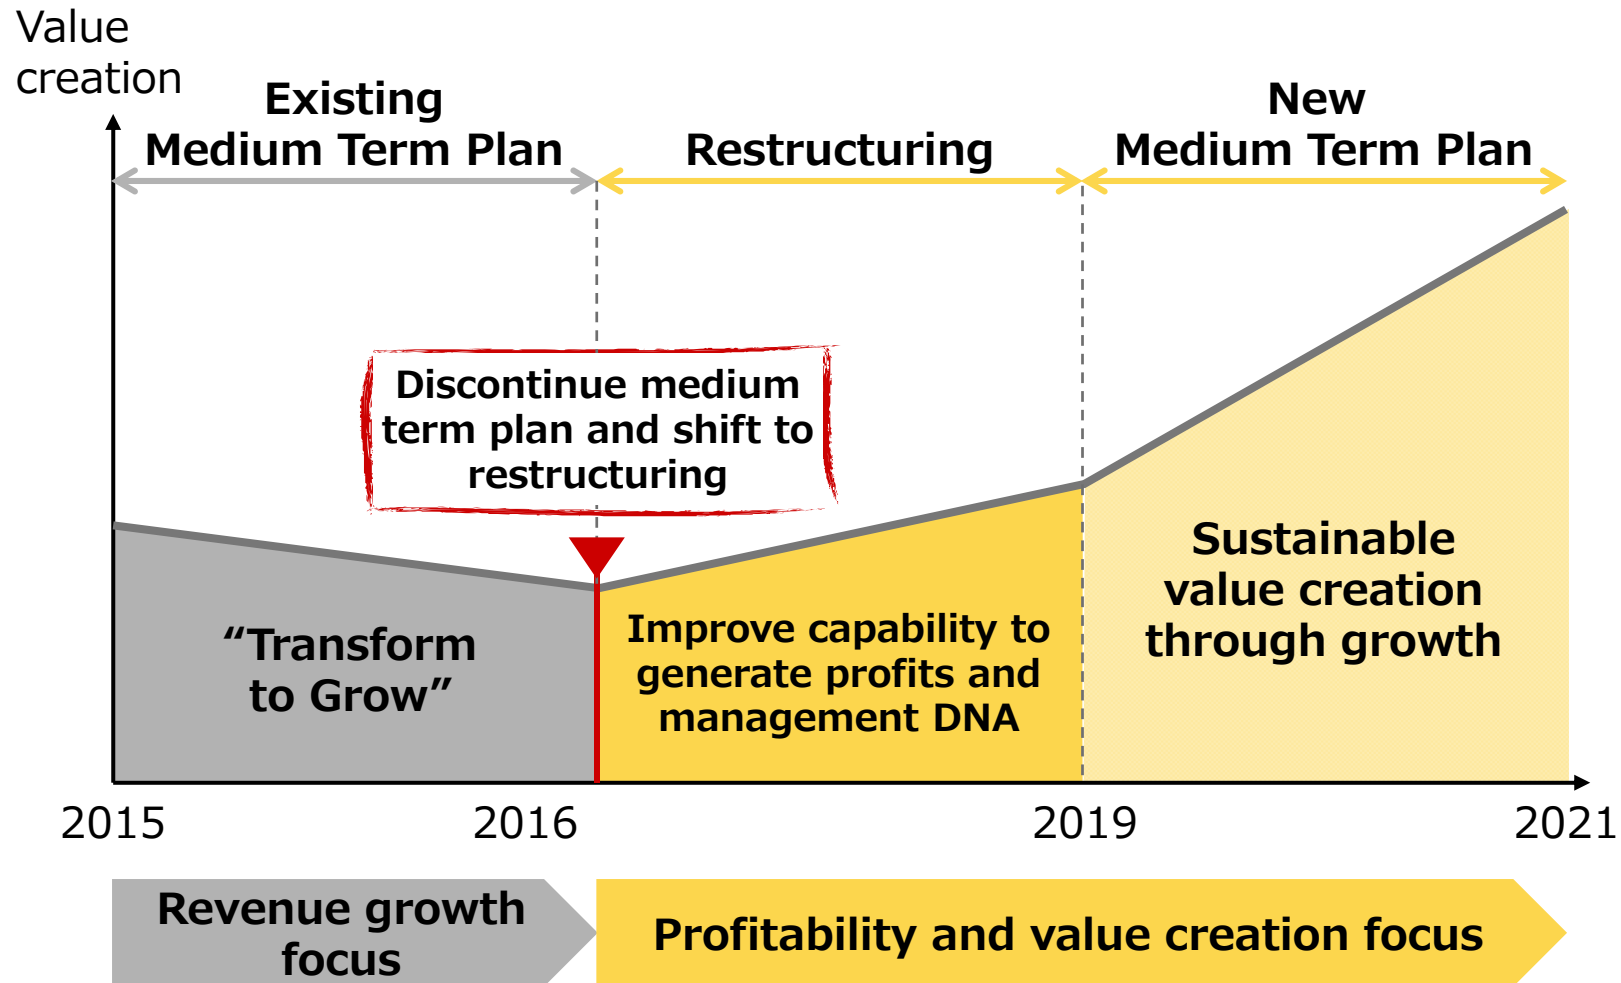 Value
creation
Existing
Medium Term Plan
Restructuring
New
Medium Term Plan
Discontinue medium
term plan and shift to
restructuring
“Transform
to Grow”
Improve capability to
generate profits and
management DNA
Sustainable
value creation
through growth
2015
2016
2019
2021
Revenue growth
focus
Profitability and value creation focus